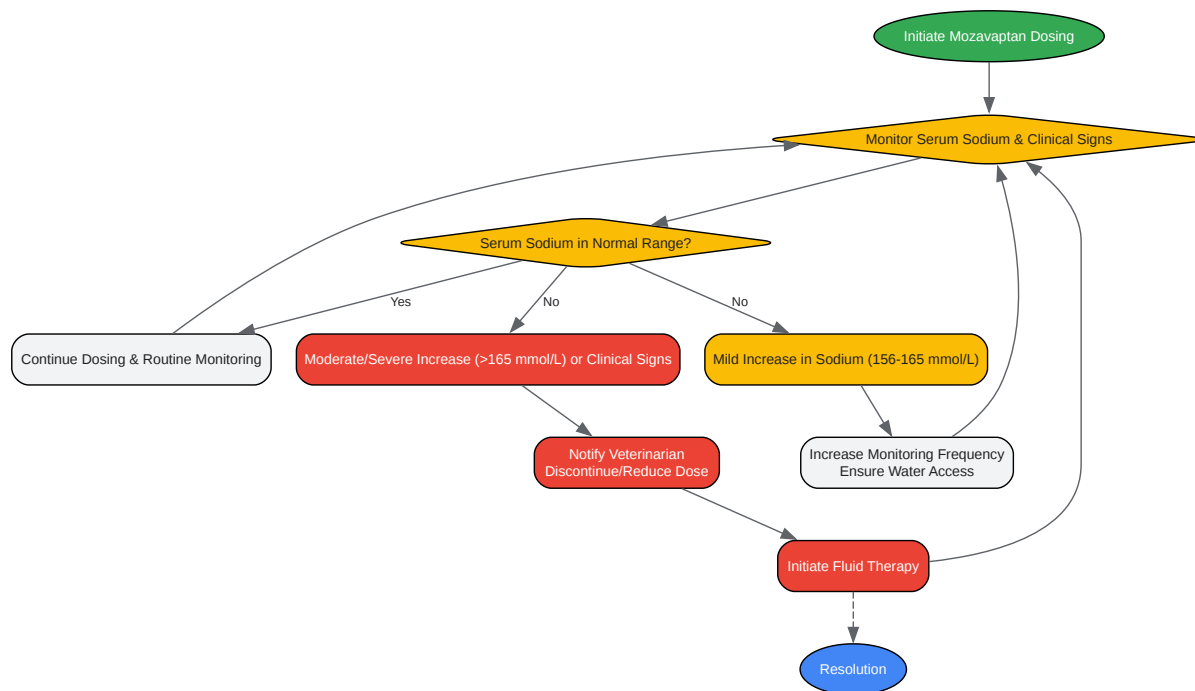 Initiate Mozavaptan Dosing
Monitor Serum Sodium & Clinical Signs
Serum Sodium in Normal Range?
Yes
No
No
Continue Dosing & Routine Monitoring
Moderate/Severe Increase (>165 mmol/L) or Clinical Signs
Mild Increase in Sodium (156-165 mmol/L)
Notify Veterinarian
Discontinue/Reduce Dose
Increase Monitoring Frequency
Ensure Water Access
Initiate Fluid Therapy
Resolution